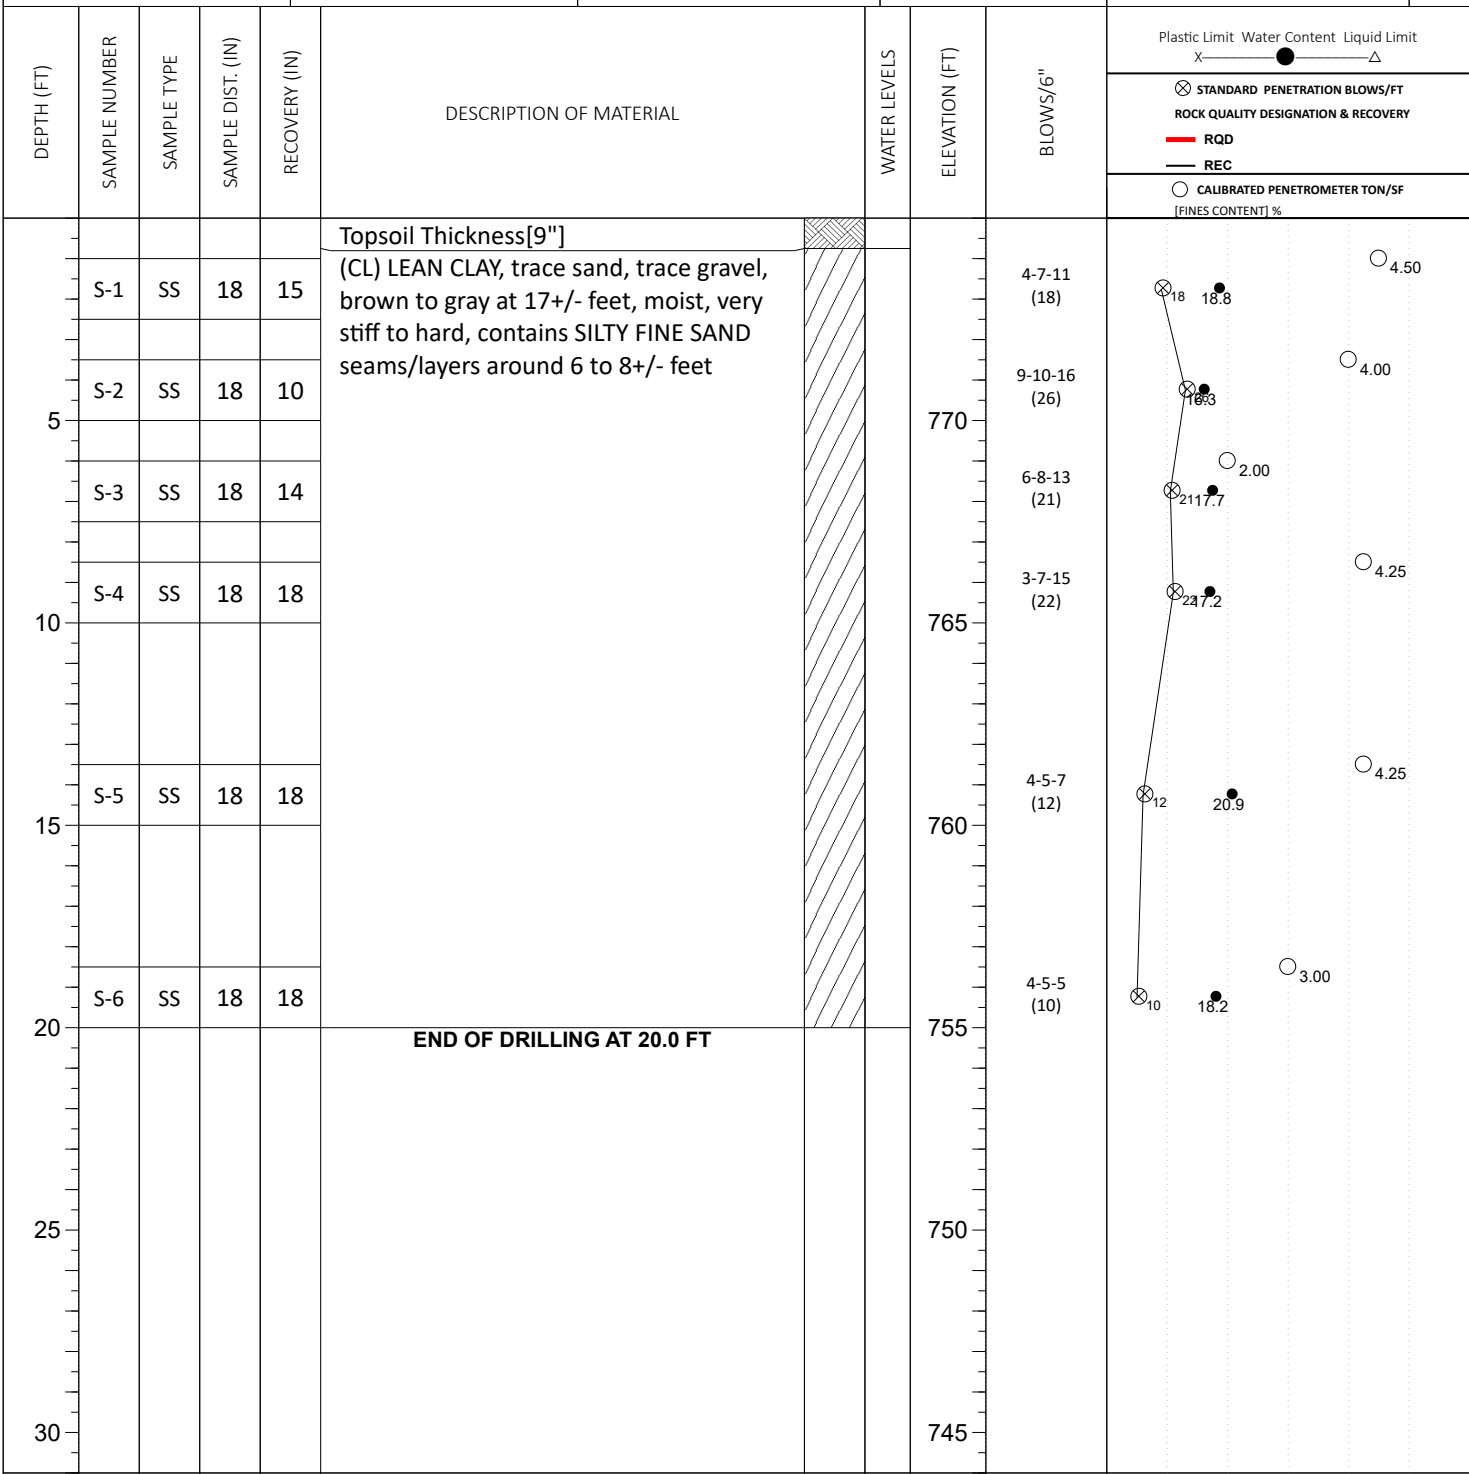 DEPTH (FT)
SAMPLE NUMBER
SAMPLE TYPE
SAMPLE DIST. (IN)
RECOVERY (IN)
DESCRIPTION OF MATERIAL
WATER LEVELS
ELEVATION (FT)
BLOWS/6"
Plastic Limit Water Content Liquid Limit
X
STANDARD PENETRATION BLOWS/FT
ROCK QUALITY DESIGNATION & RECOVERY
RQD
REC
CALIBRATED PENETROMETER TON/SF
[FINES CONTENT] %
Topsoil Thickness[9"]
(CL) LEAN CLAY, trace sand, trace gravel,
brown to gray at 17+/- feet, moist, very
stiff to hard, contains SILTY FINE SAND
seams/layers around 6 to 8+/- feet
S-1 SS 18 15
4-7-11
(18)
4.50
18 18.8
S-2 SS 18 10
9-10-16
(26)
4.00
26 16.3
5 770
S-3 SS 18 14
6-8-13
(21)
2.00
21 17.7
S-4 SS 18 18
3-7-15
(22)
4.25
22 17.2
10 765
S-5 SS 18 18
4-5-7
(12)
4.25
12 20.9
15 760
S-6 SS 18 18
4-5-5
(10)
3.00
10 18.2
20 755
END OF DRILLING AT 20.0 FT
25 750
30 745